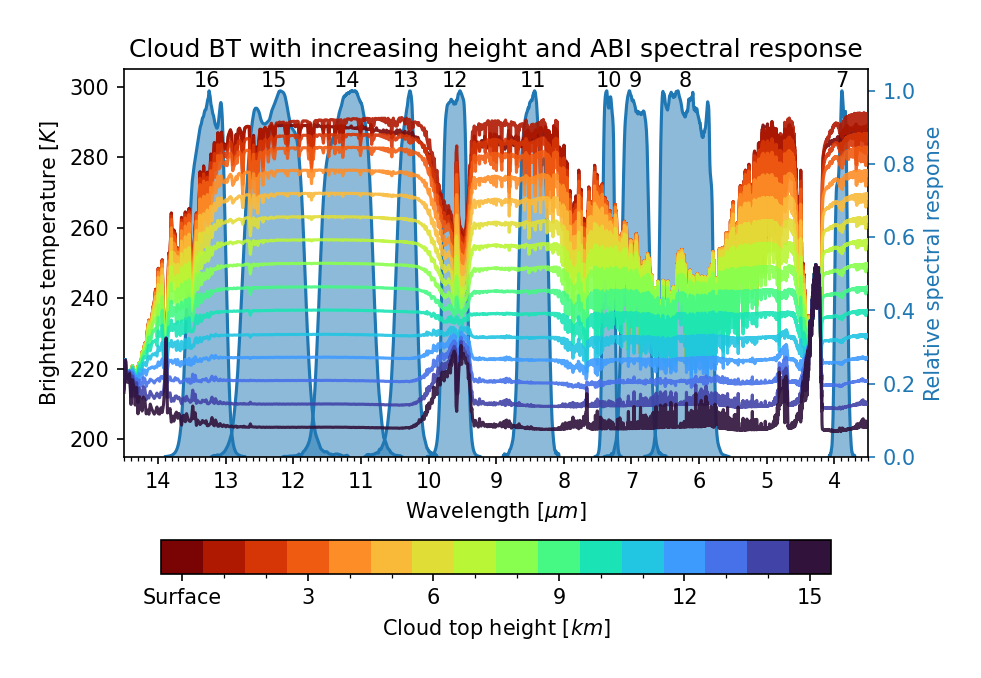 Cloud BT with increasing height and ABI spectral response
16 15 14 13 12 11 10 9 8 7
300
280
260
240
220
200
Brightness temperature [K]
1.0
0.8
0.6
0.4
0.2
0.0
Relative spectral response
14 13 12 11 10 9 8 7 6 5 4
Wavelength [μm]
Surface 3 6 9 12 15
Cloud top height [km]